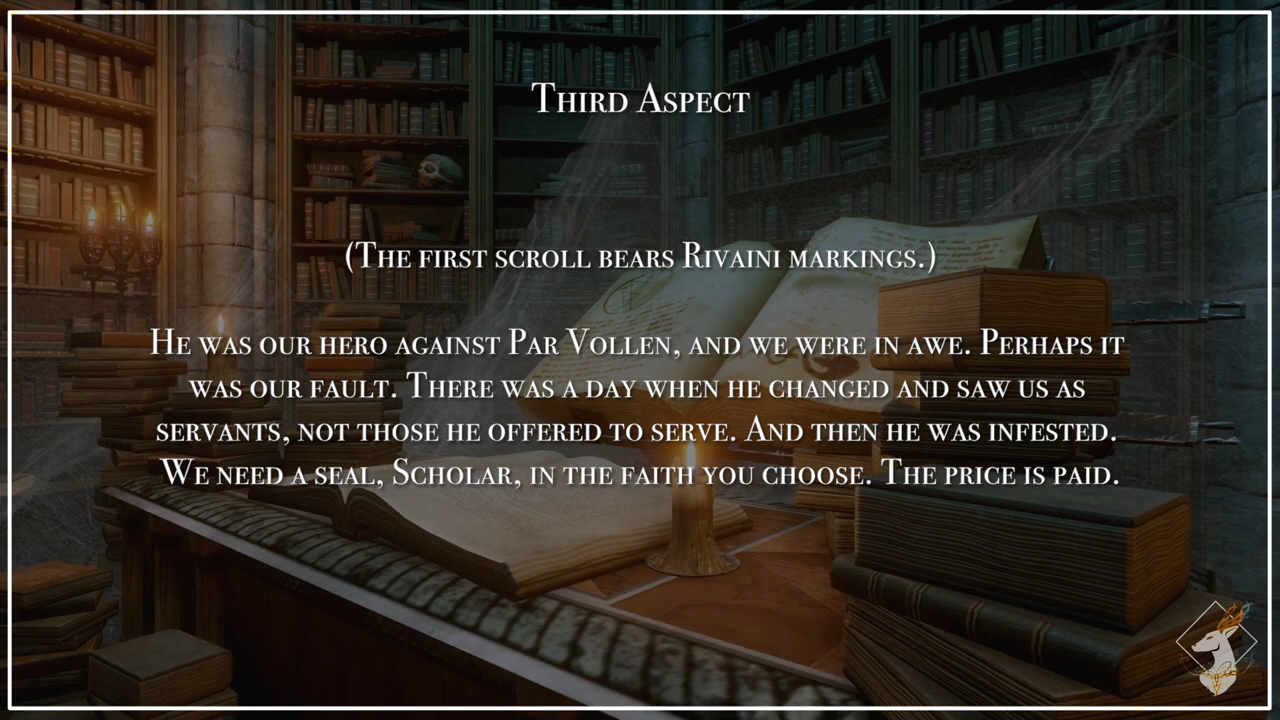 Third Aspect
(The first scroll bears Rivaini markings.)
He was our hero against Par Vollen, and we were in awe. Perhaps it
was our fault. There was a day when he changed and saw us as
servants, not those he offered to serve. And then he was infested.
We need a seal, Scholar, in the faith you choose. The price is paid.